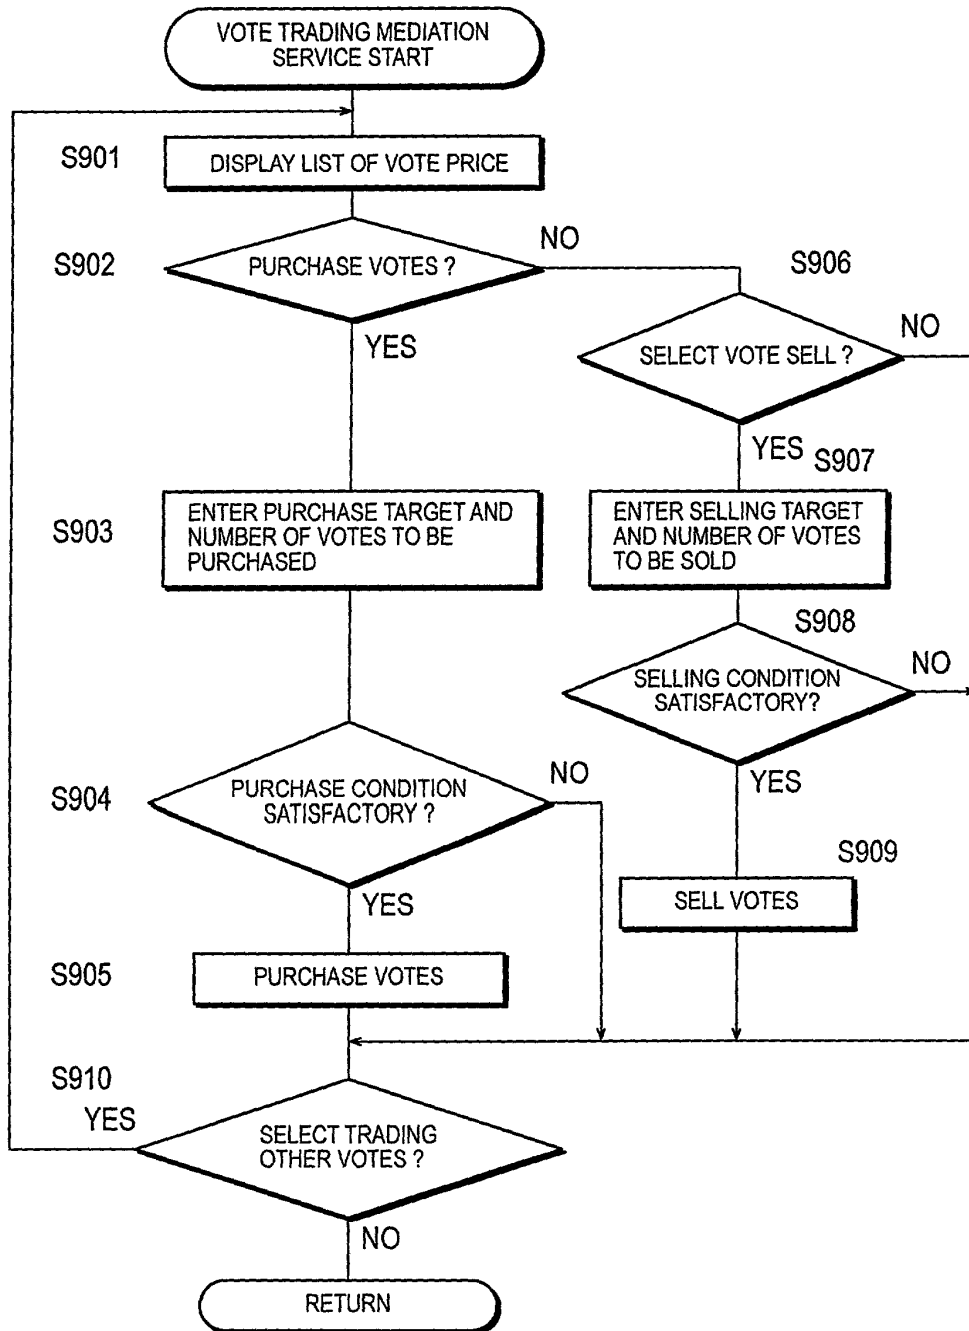 VOTE TRADING MEDIATION
SERVICE START
S901
DISPLAY LIST OF VOTE PRICE
S902
PURCHASE VOTES ?
NO
YES
S906
SELECT VOTE SELL ?
NO
YES
S903
ENTER PURCHASE TARGET AND
NUMBER OF VOTES TO BE
PURCHASED
S907
ENTER SELLING TARGET
AND NUMBER OF VOTES
TO BE SOLD
S908
SELLING CONDITION
SATISFACTORY?
NO
YES
S904
PURCHASE CONDITION
SATISFACTORY ?
NO
YES
S909
SELL VOTES
S905
PURCHASE VOTES
S910
YES
SELECT TRADING
OTHER VOTES ?
NO
RETURN